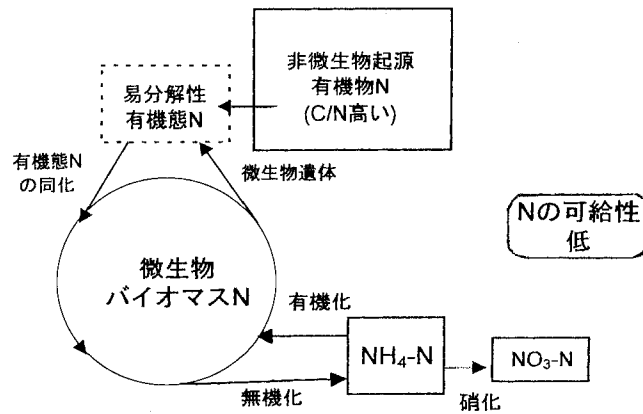 非微生物起源
有機物N
(C/N高い)
易分解性
有機態N
有機態N
の同化
微生物遺体
Nの可給性
低
微生物
バイオマスN
有機化
NH₄-N
NO₃-N
無機化
硝化